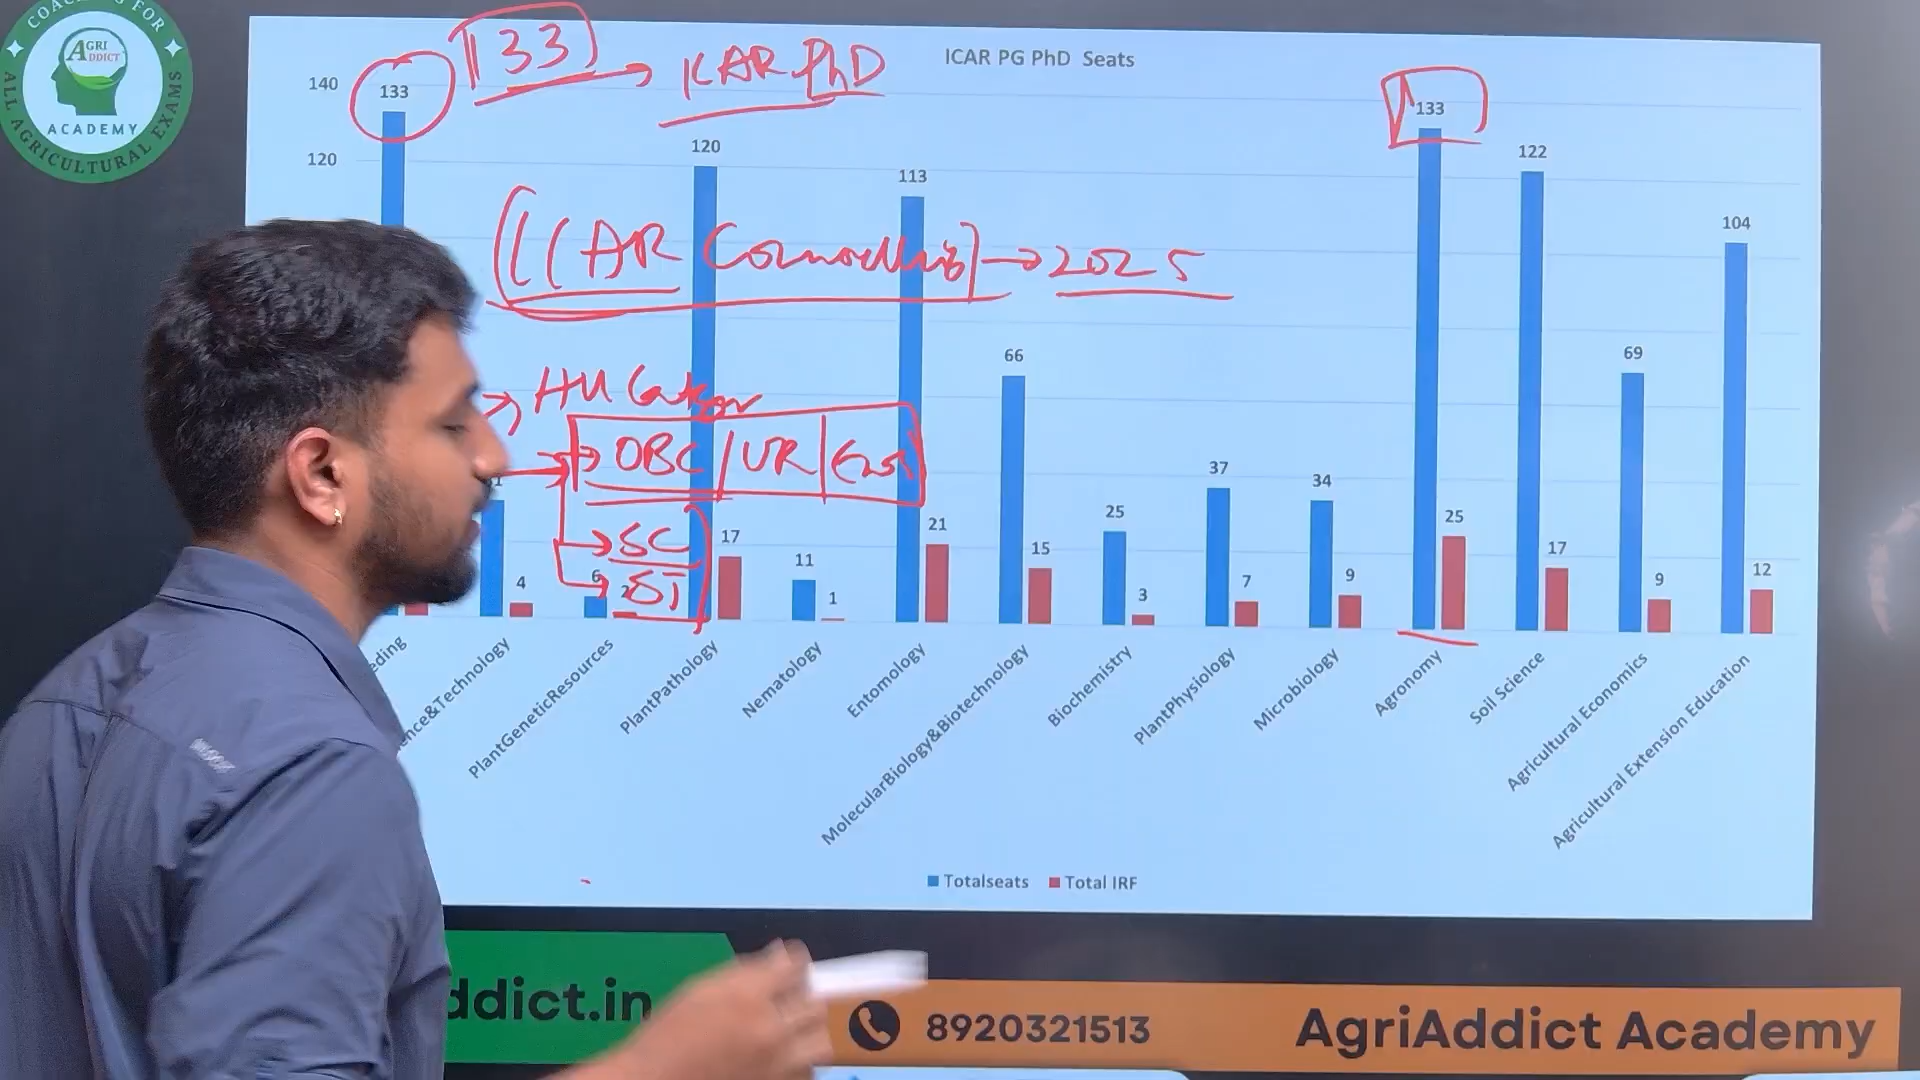 COACHING FOR
AGRI
ADDICT
ACADEMY
ALL AGRICULTURAL EXAMS
ICAR PG PhD Seats
133 → ICAR PhD
140
120
133
120
113
133
122
104
ICAR Counselling → 2025
66
69
→ All Category
→ OBC / UR | EWS
→ SC
→ ST
37
34
25
4
6
2
17
11
1
21
15
25
3
7
9
25
17
9
12
eding
ence&Technology
PlantGeneticResources
PlantPathology
Nematology
Entomology
MolecularBiology&Biotechnology
Biochemistry
PlantPhysiology
Microbiology
Agronomy
Soil Science
Agricultural Economics
Agricultural Extension Education
Totalseats Total IRF
ddict.in
8920321513
AgriAddict Academy